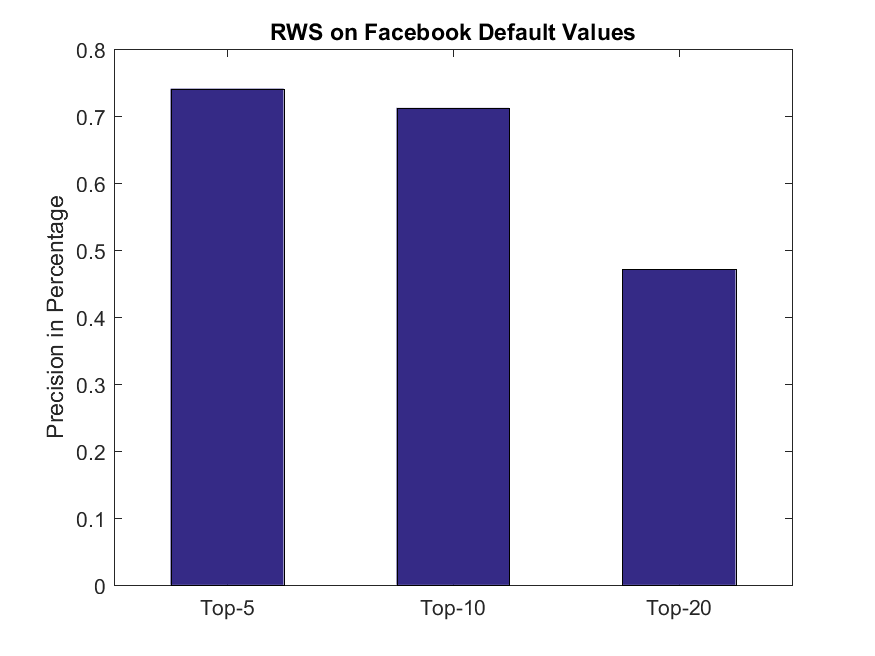 RWS on Facebook Default Values
Precision in Percentage
0.8
0.7
0.6
0.5
0.4
0.3
0.2
0.1
0
Top-5
Top-10
Top-20